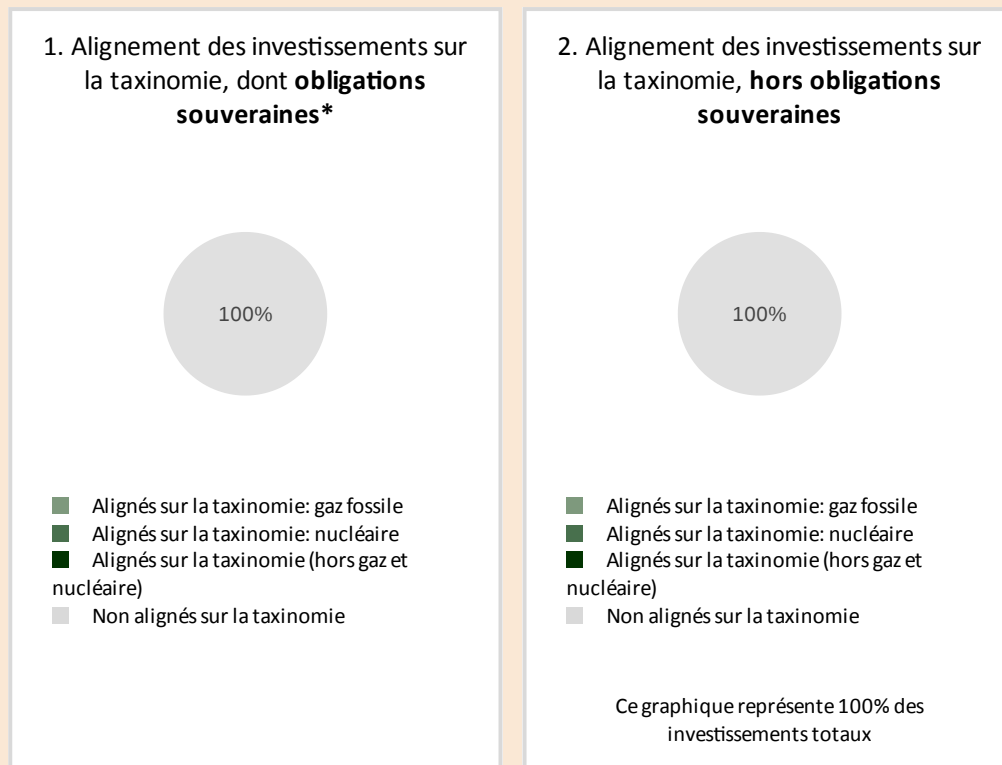 1. Alignement des investissements sur
la taxinomie, dont obligations
souveraines*
100%
Alignés sur la taxinomie: gaz fossile
Alignés sur la taxinomie: nucléaire
Alignés sur la taxinomie (hors gaz et
nucléaire)
Non alignés sur la taxinomie
2. Alignement des investissements sur
la taxinomie, hors obligations
souveraines
100%
Alignés sur la taxinomie: gaz fossile
Alignés sur la taxinomie: nucléaire
Alignés sur la taxinomie (hors gaz et
nucléaire)
Non alignés sur la taxinomie
Ce graphique représente 100% des
investissements totaux